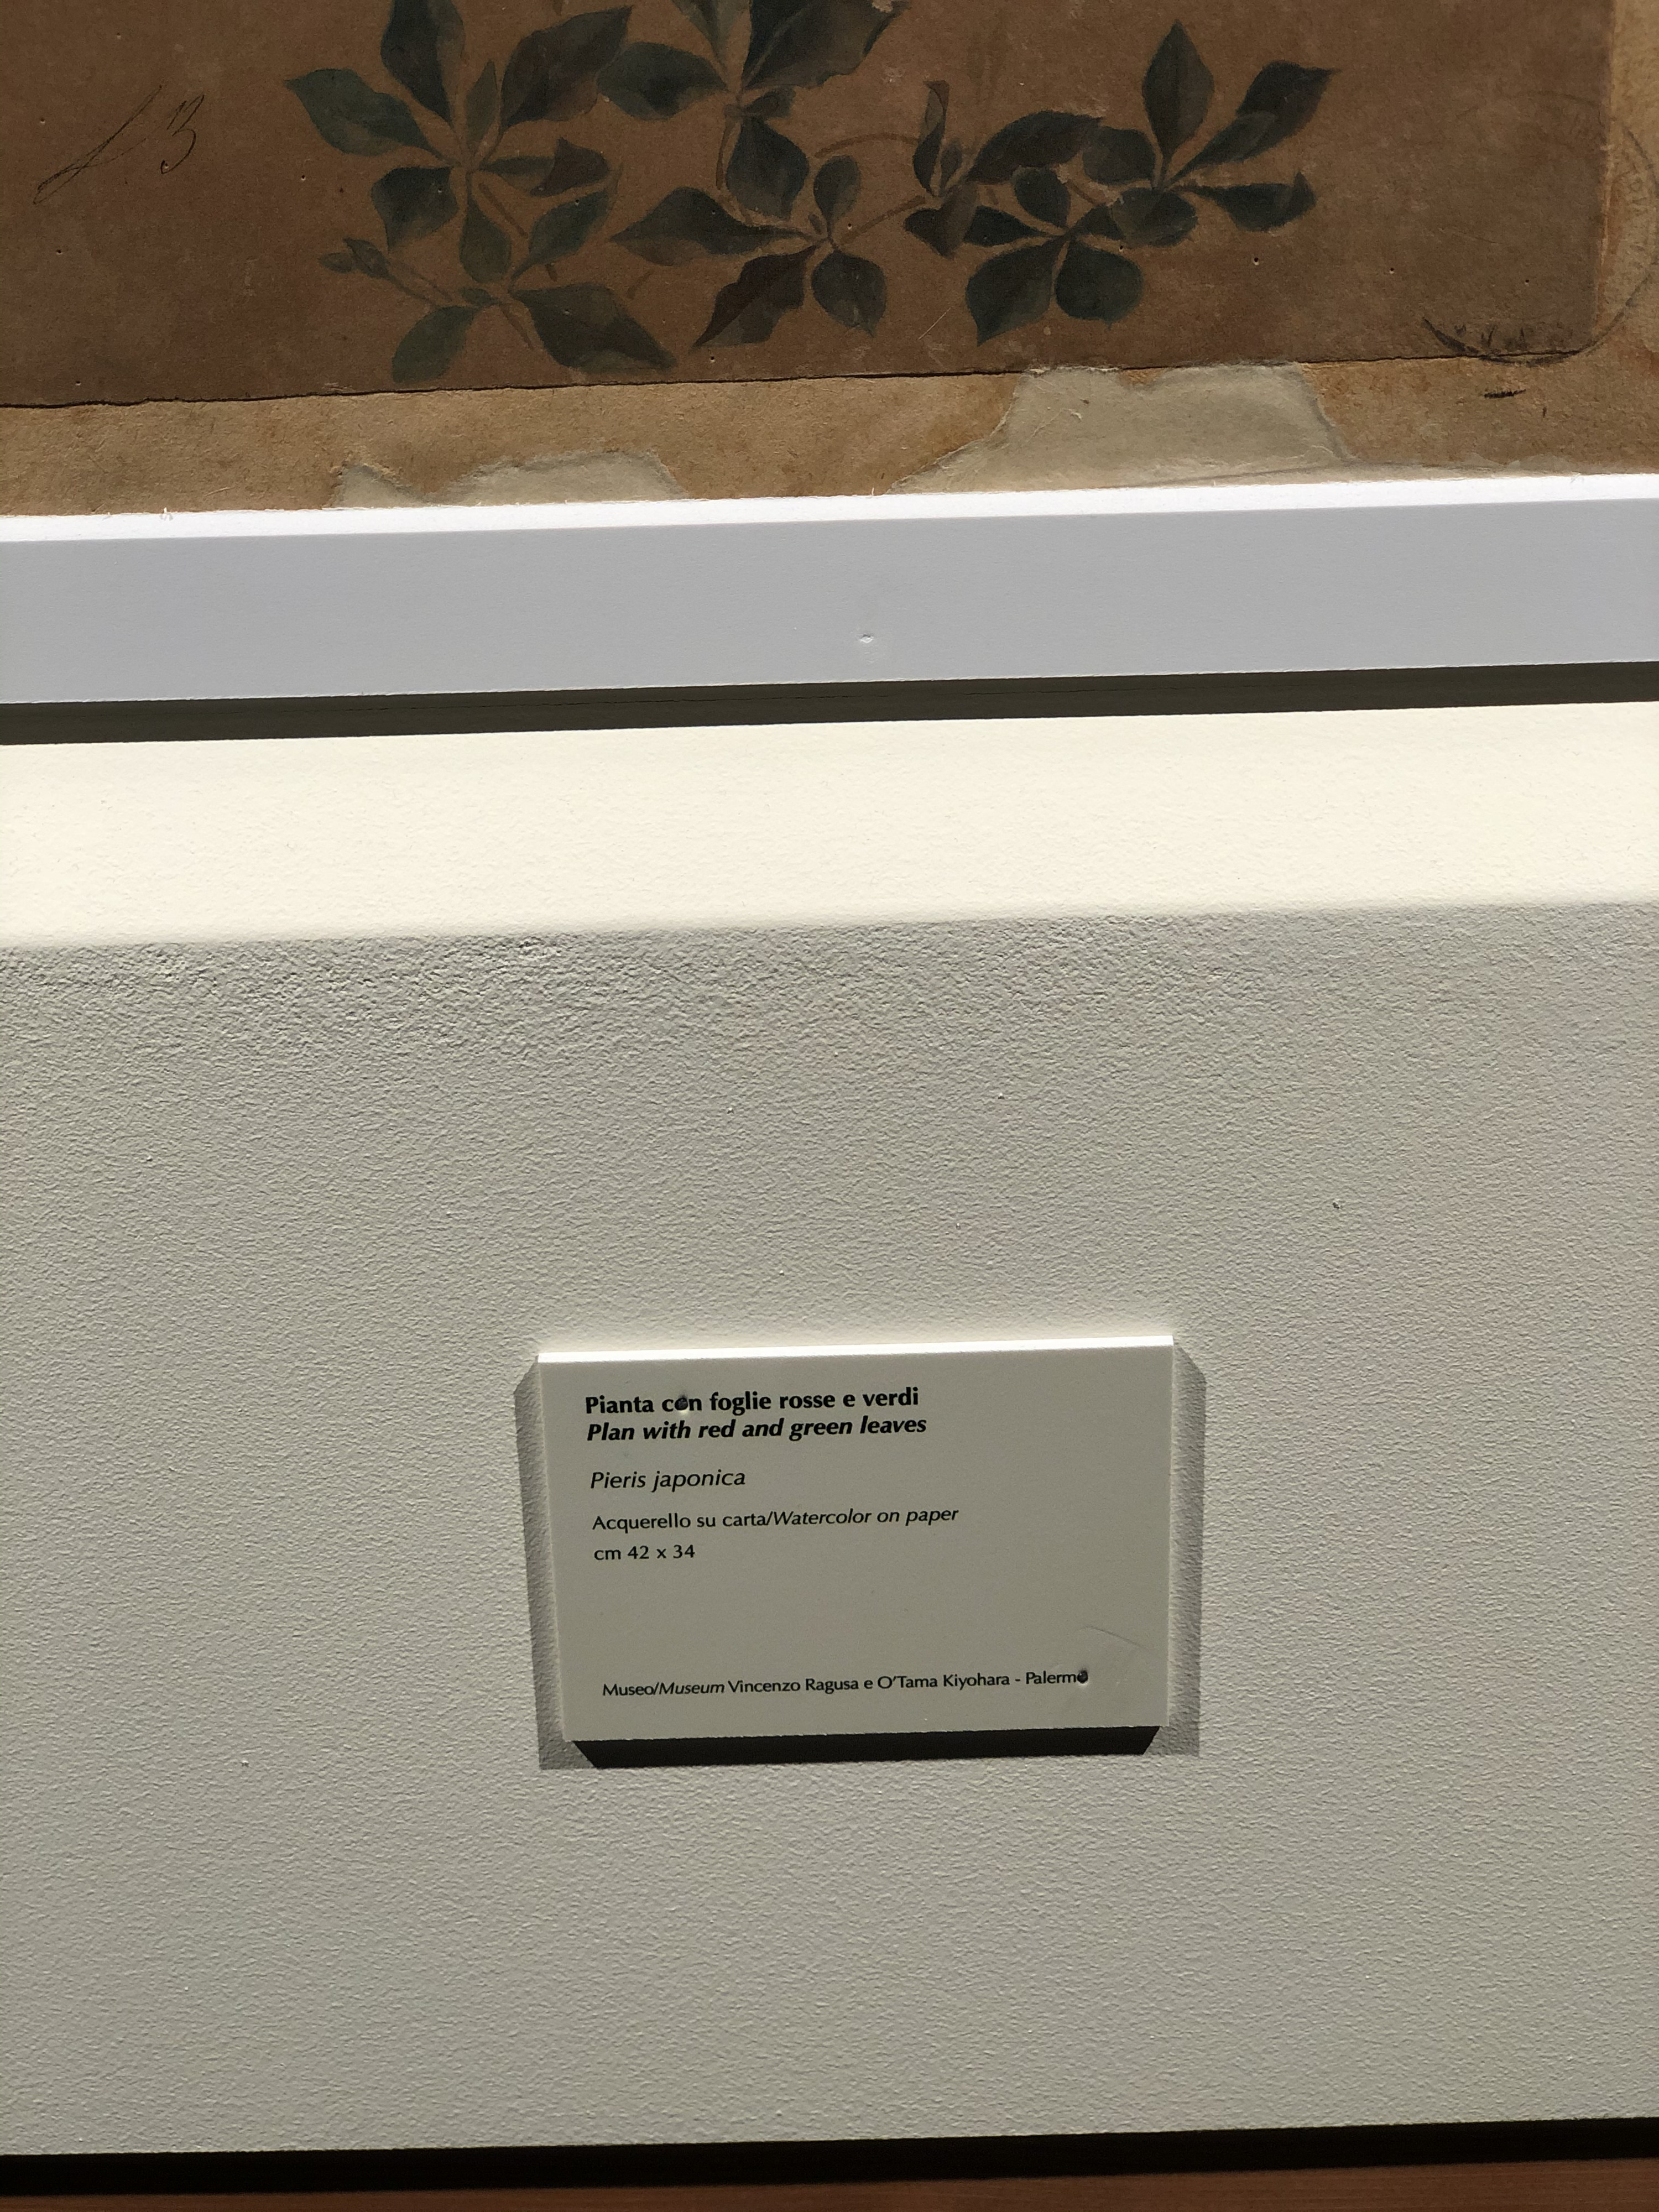 Pianta con foglie rosse e verdi
Plan with red and green leaves
Pieris japonica
Acquerello su carta/Watercolor on paper
cm 42 x 34
Museo/Museum Vincenzo Ragusa e O'Tama Kiyohara - Palermo